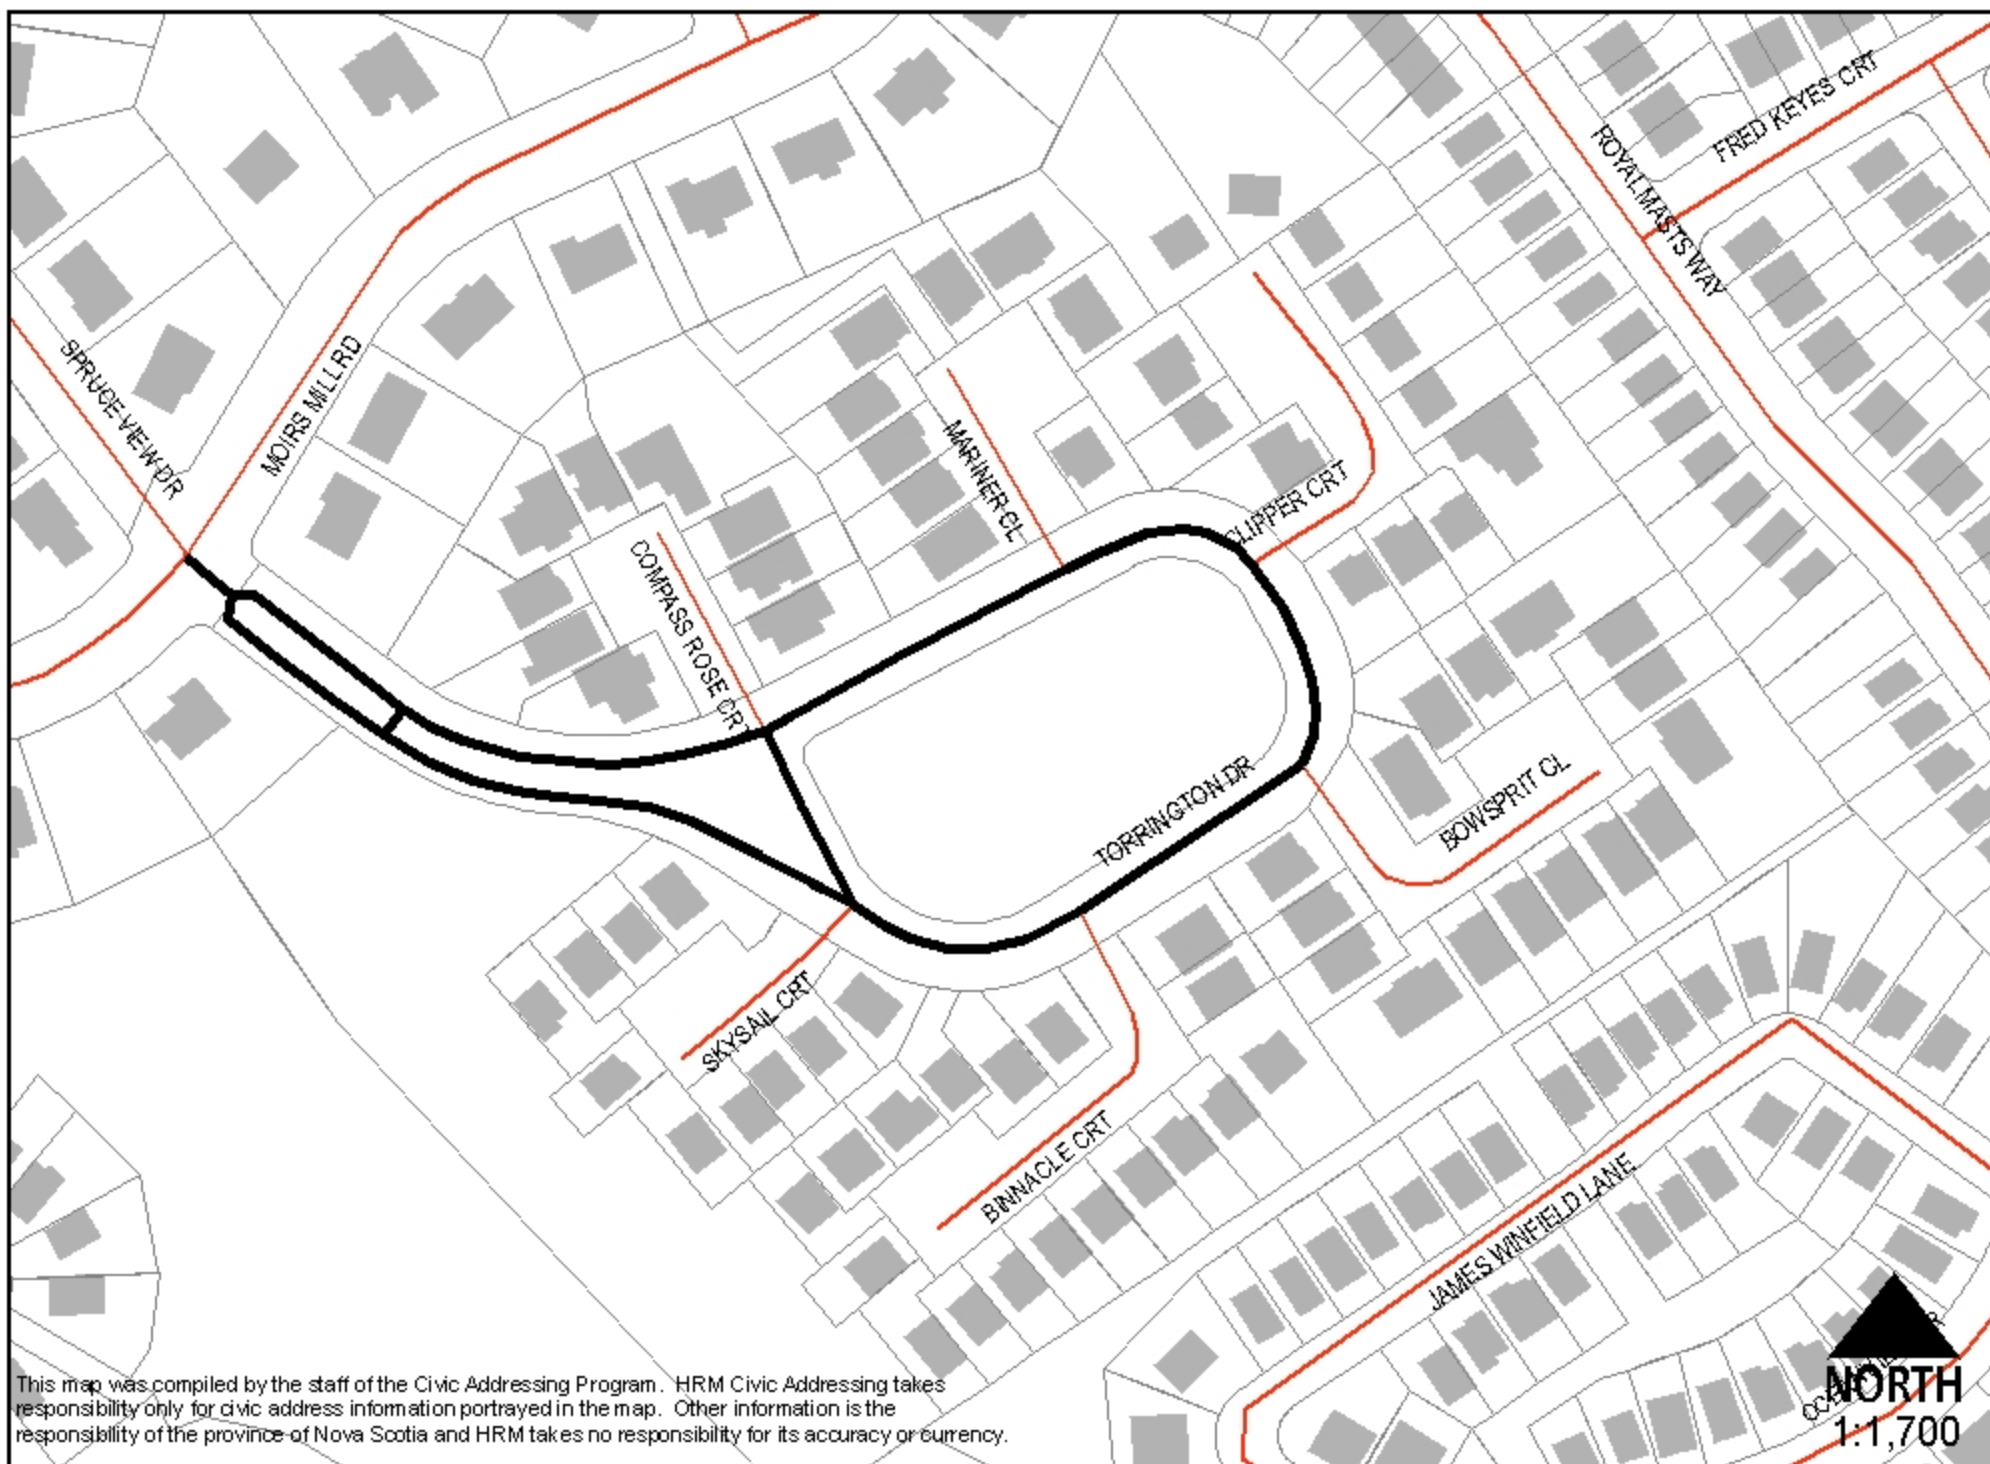 FRED KEYES CRT
ROYAL MASTS WAY
SPRUCE VIEW DR
MOIRS MILL RD
MARINER CL
CLIPPER CRT
COMPASS ROSE CRT
TORRINGTON DR
BOWSPRIT CL
SKYSAIL CRT
BINNACLE CRT
JAMES WINFIELD LANE
NORTH
1:1,700
This map was compiled by the staff of the Civic Addressing Program. HRM Civic Addressing takes
responsibility only for civic address information portrayed in the map. Other information is the
responsibility of the province of Nova Scotia and HRM takes no responsibility for its accuracy or currency.